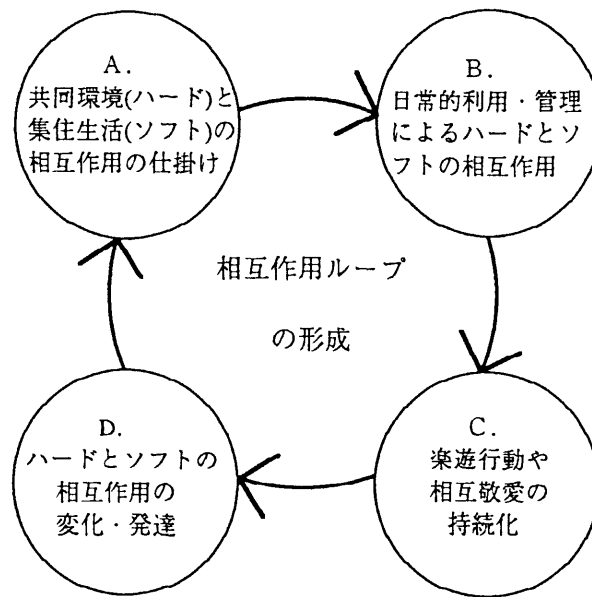 A.
共同環境(ハード)と
集住生活(ソフト)の
相互作用の仕掛け
B.
日常的利用・管理
によるハードとソ
フトの相互作用
相互作用ループ
の形成
D.
ハードとソフトの
相互作用の
変化・発達
C.
楽遊行動や
相互敬愛の
持続化